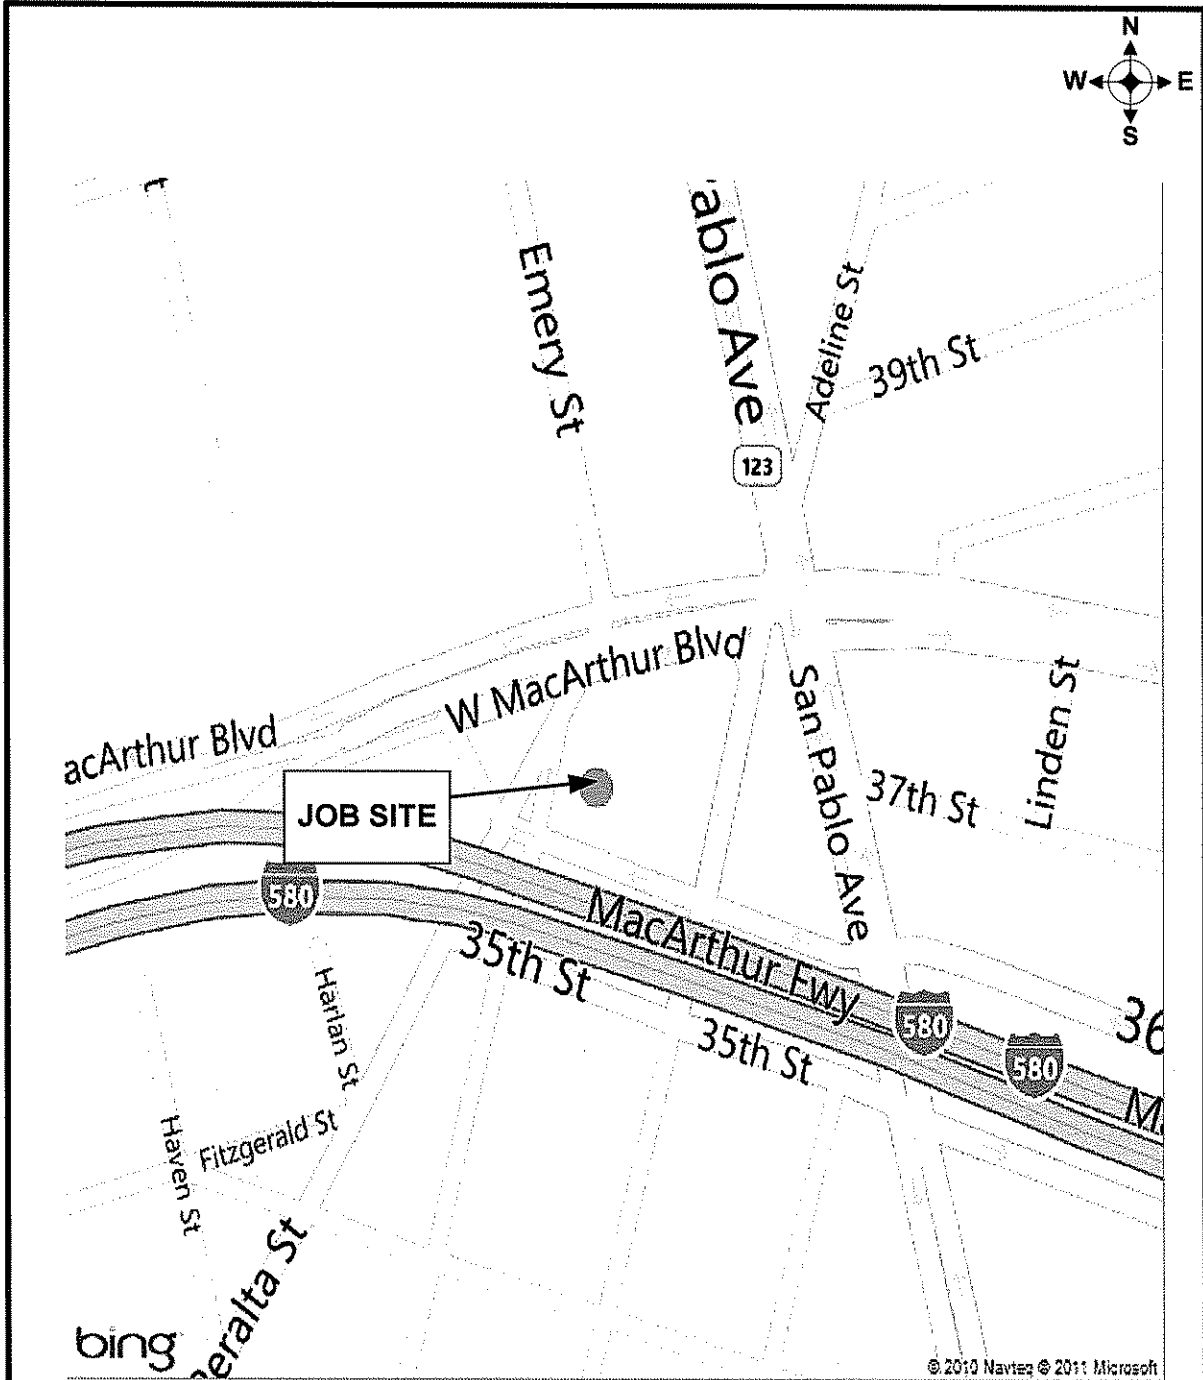 N
W E
S
t
Emery St
ablo Ave
Adeline St
39th St
123
W MacArthur Blvd
acArthur Blvd
San Pablo Ave
Linden St
37th St
JOB SITE
580
MacArthur Fwy
35th St
580
36
580
35th St
Harlan St
Ma
Haven St
Fitzgerald St
Peralta St
bing
© 2010 Navteq © 2011 Microsoft